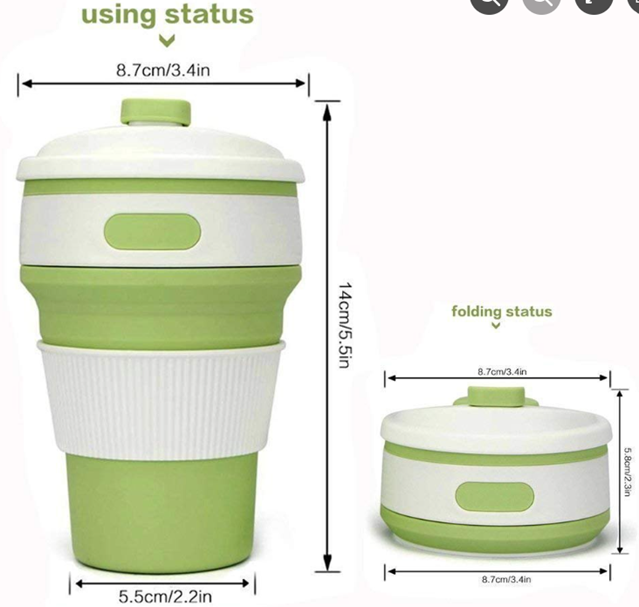 using status
8.7cm/3.4in
14cm/5.5in
5.5cm/2.2in
folding status
8.7cm/3.4in
5.8cm/2.3in
8.7cm/3.4in